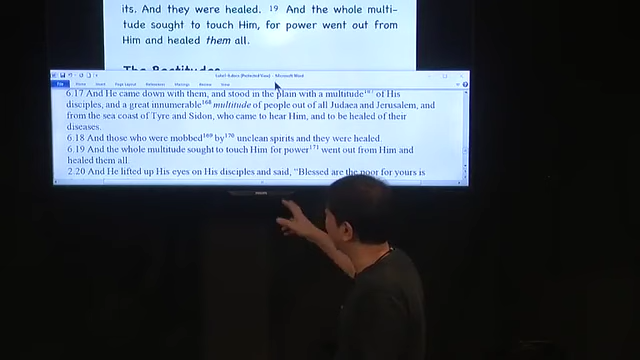 its. And they were healed. 19 And the whole multi-
tude sought to touch Him, for power went out from
Him and healed them all.
The Beatitudes
6.17 And He came down with them, and stood in the plain with a multitude167 of His
disciples, and a great innumerable168 multitude of people out of all Judaea and Jerusalem, and
from the sea coast of Tyre and Sidon, who came to hear Him, and to be healed of their
diseases.
6.18 And those who were mobbed169 by170 unclean spirits and they were healed.
6.19 And the whole multitude sought to touch Him for power171 went out from Him and
healed them all.
2.20 And He lifted up His eyes on His disciples and said, "Blessed are the poor for yours is